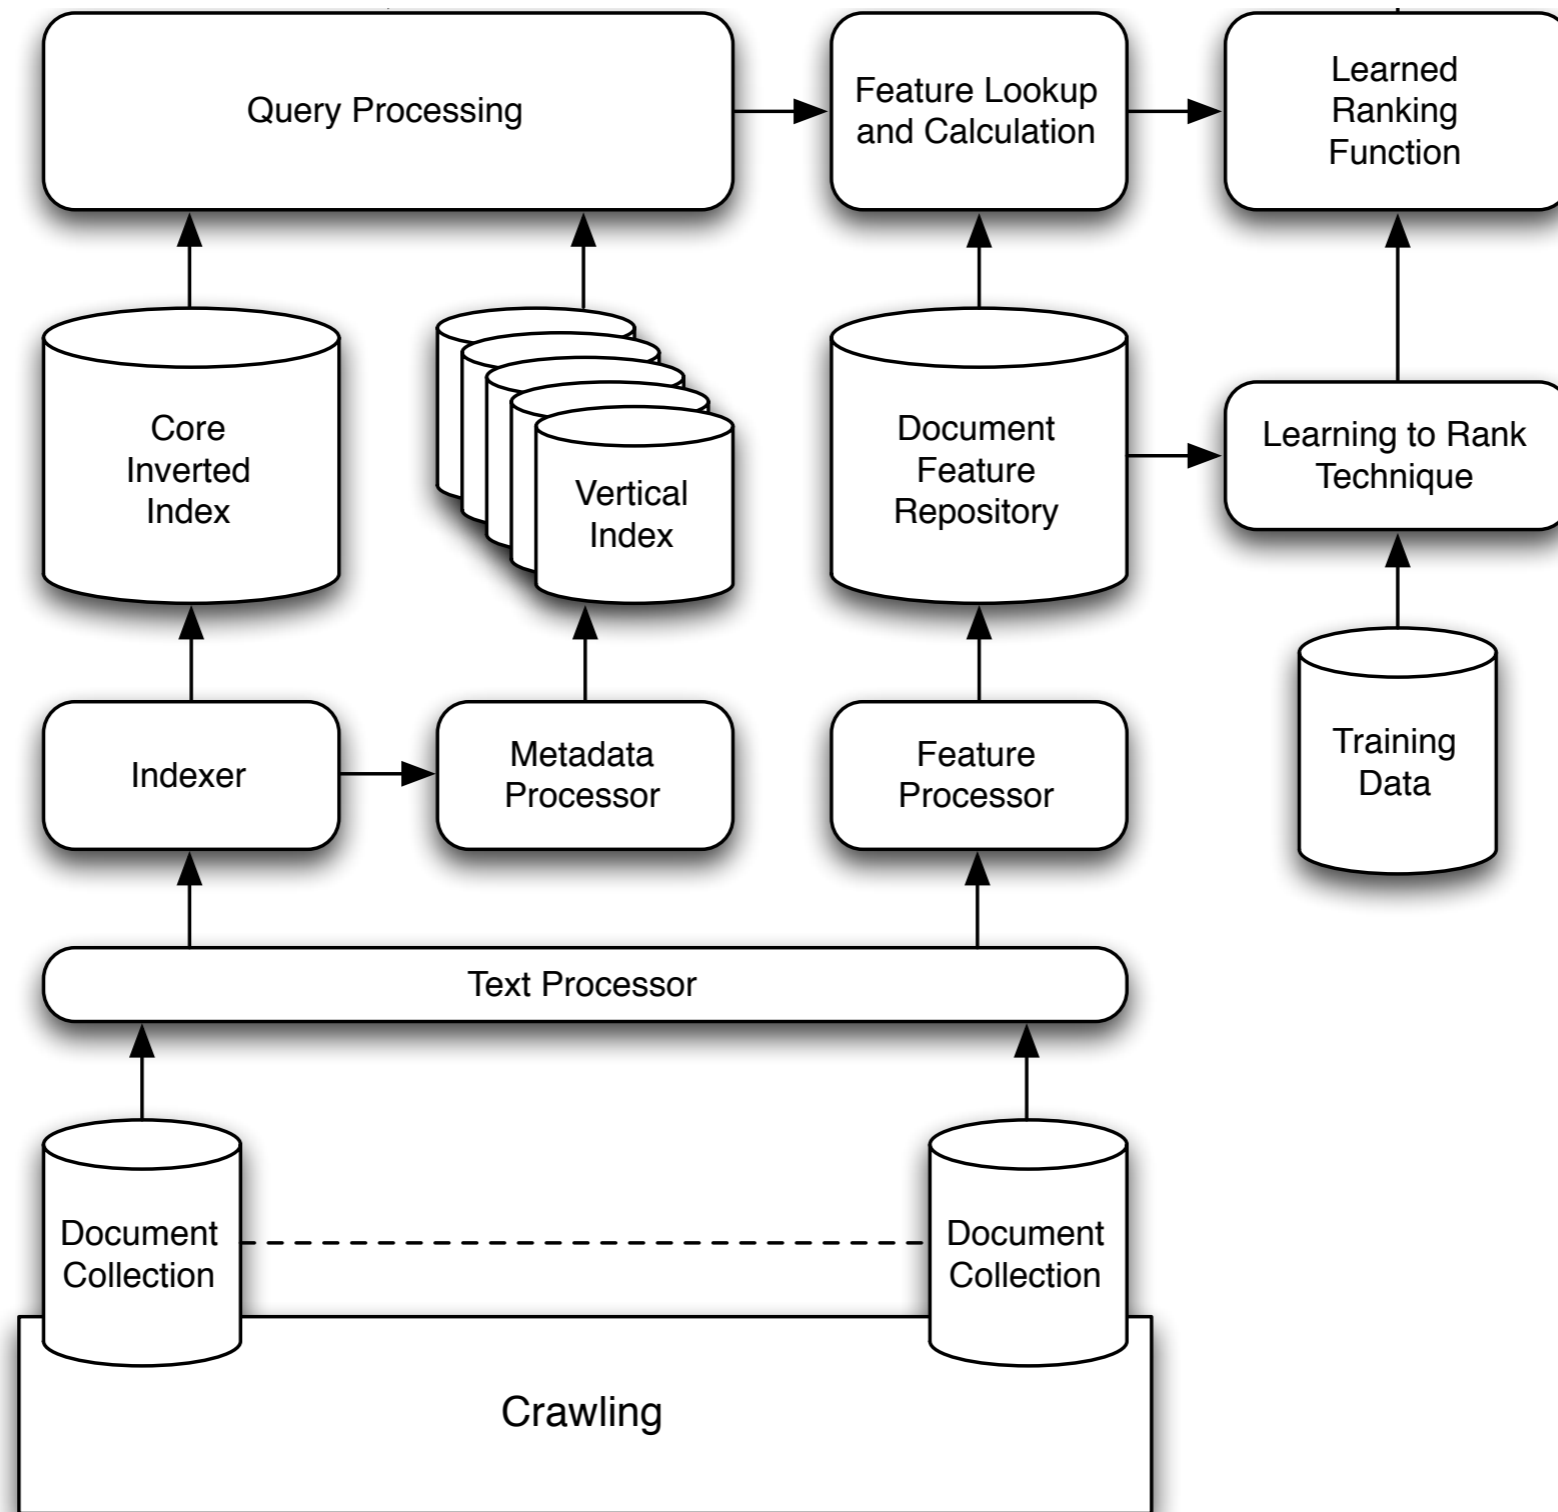 Query Processing
Feature Lookup
and Calculation
Learned
Ranking
Function
Core
Inverted
Index
Vertical
Index
Document
Feature
Repository
Learning to Rank
Technique
Indexer
Metadata
Processor
Feature
Processor
Training
Data
Text Processor
Document
Collection
Document
Collection
Crawling